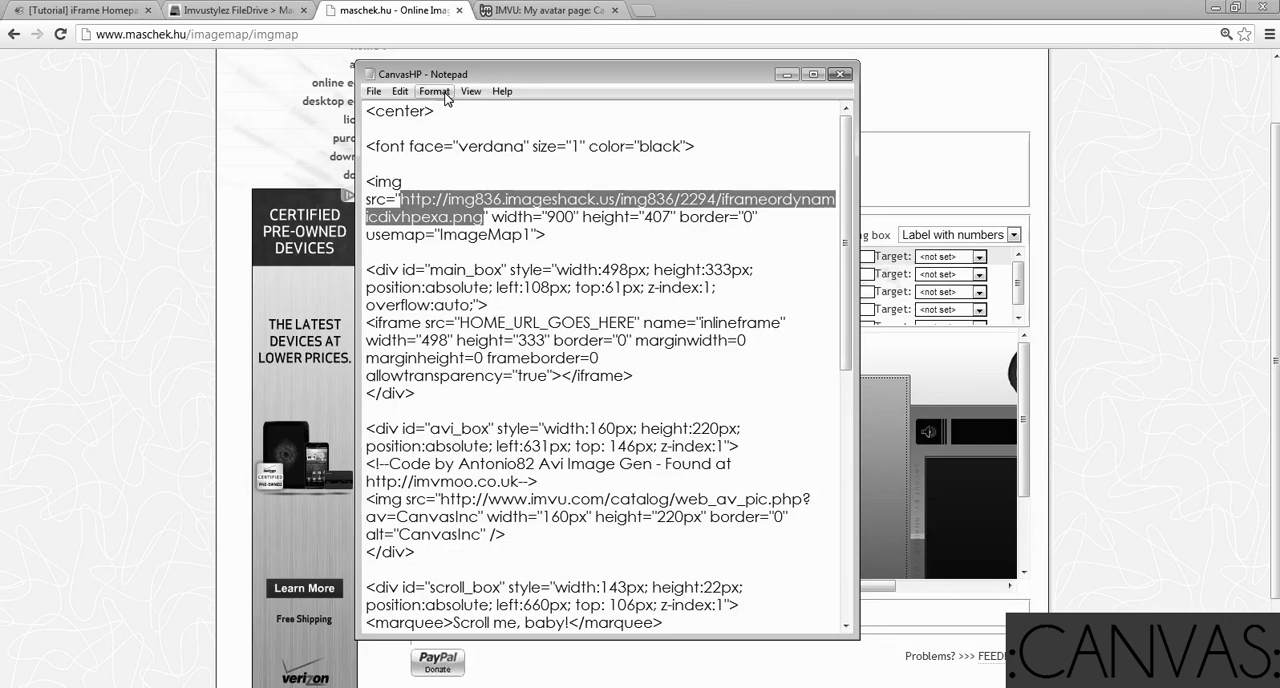 [Tutorial] iFrame Homepa
Imvustylez FileDrive > Ma
maschek.hu - Online Ima
IMVU: My avatar page: Ca
www.maschek.hu/imagemap/imgmap
online e
desktop e
lic
purc
down
CERTIFIED
PRE-OWNED
DEVICES
THE LATEST
DEVICES AT
LOWER PRICES.
CERTIFIED
PRE-OWNED
Learn More
Free Shipping
verizon
CanvasHP - Notepad
File Edit Format View Help
<center>
<font face="verdana" size="1" color="black">
<img
src="http://img836.imageshack.us/img836/2294/iframeordynam
icdivhpexa.png" width="900" height="407" border="0"
usemap="ImageMap1">
<div id="main_box" style="width:498px; height:333px;
position:absolute; left:108px; top:61px; z-index:1;
overflow:auto;">
<iframe src="HOME_URL_GOES_HERE" name="inlineframe"
width="498" height="333" border="0" marginwidth=0
marginheight=0 frameborder=0
allowtransparency="true"></iframe>
</div>
<div id="avi_box" style="width:160px; height:220px;
position:absolute; left:631px; top: 146px; z-index:1">
<!--Code by Antonio82 Avi Image Gen - Found at
http://imvmoo.co.uk-->
<img src="http://www.imvu.com/catalog/web_av_pic.php?
av=CanvasInc" width="160px" height="220px" border="0"
alt="CanvasInc" />
</div>
<div id="scroll_box" style="width:143px; height:22px;
position:absolute; left:660px; top: 106px; z-index:1">
<marquee>Scroll me, baby!</marquee>
g box Label with numbers
Target: <not set>
Target: <not set>
Target: <not set>
Target: <not set>
PayPal
Donate
Problems? >>> FEED
:CANVAS: